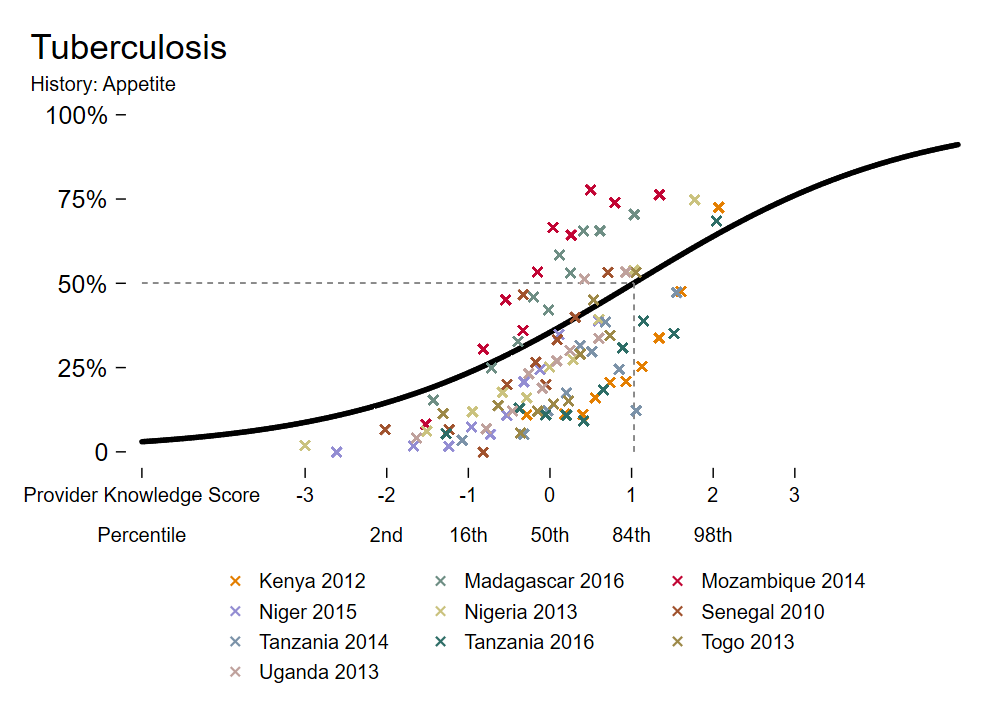 Tuberculosis
History: Appetite
100%
75%
50%
25%
0
Provider Knowledge Score -3 -2 -1 0 1 2 3
Percentile 2nd 16th 50th 84th 98th
Kenya 2012 Madagascar 2016 Mozambique 2014
Niger 2015 Nigeria 2013 Senegal 2010
Tanzania 2014 Tanzania 2016 Togo 2013
Uganda 2013